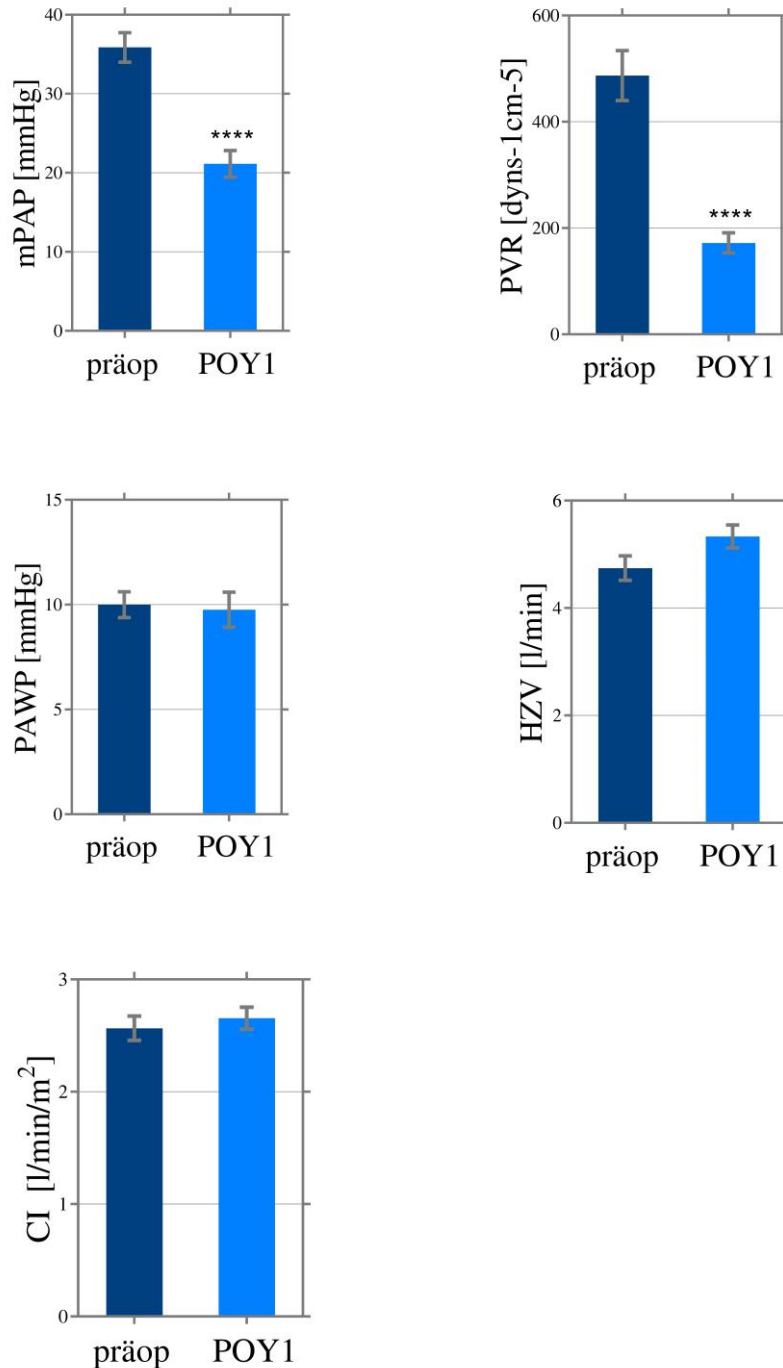 mPAP [mmHg]
40
30
20
10
0
****
präop POY1
PVR [dyns-1cm-5]
600
400
200
0
****
präop POY1
PAWP [mmHg]
15
10
5
0
präop POY1
HZV [l/min]
6
4
2
0
präop POY1
CI [l/min/m²]
3
2
1
0
präop POY1